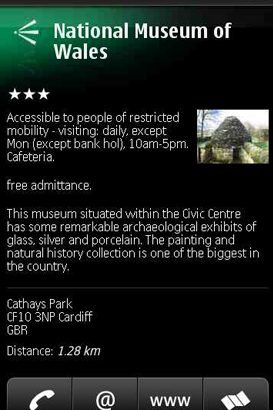 National Museum of
Wales
Accessible to people of restricted
mobility - visiting: daily, except
Mon (except bank hol), 10am-5pm.
Cafeteria.
free admittance.
This museum situated within the Civic Centre
has some remarkable archaeological exhibits of
glass, silver and porcelain. The painting and
natural history collection is one of the biggest in
the country.
Cathays Park
CF10 3NP Cardiff
GBR
Distance: 1.28 km
@
www